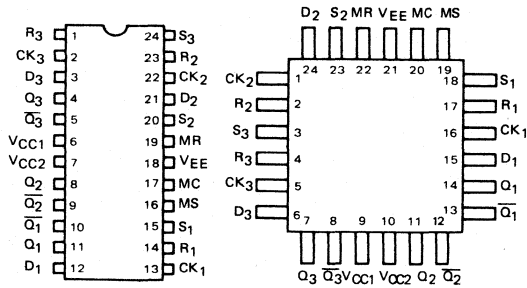 R3 1 24 S3
CK3 2 23 R2
D3 3 22 CK2
Q3 4 21 D2
Q̅3 5 20 S2
VCC1 6 19 MR
VCC2 7 18 VEE
Q2 8 17 MC
Q̅2 9 16 MS
Q̅1 10 15 S1
Q1 11 14 R1
D1 12 13 CK1
D2 S2 MR VEE MC MS
24 23 22 21 20 19
CK2 1 18 S1
R2 2 17 R1
S3 3 16 CK1
R3 4 15 D1
CK3 5 14 Q1
D3 6 13 Q̅1
7 8 9 10 11 12
Q3 Q̅3 VCC1 VCC2 Q2 Q̅2